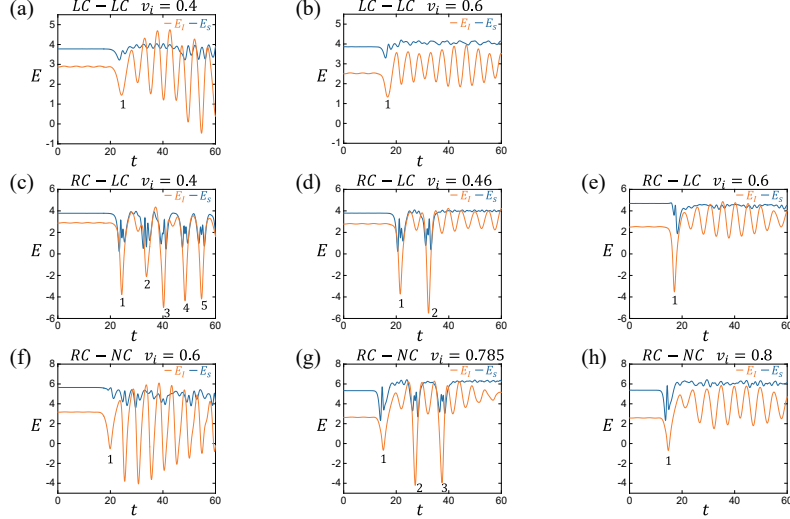 (a) LC − LC v_i = 0.4
E_l E_s
5
4
3
2
1
0
-1
E
0 20 40 60
t
1
(b) LC − LC v_i = 0.6
E_l E_s
5
4
3
2
1
0
-1
E
0 20 40 60
t
1
(c) RC − LC v_i = 0.4
E_l E_s
6
4
2
0
-2
-4
-6
E
0 20 40 60
t
1 2 3 4 5
(d) RC − LC v_i = 0.46
E_l E_s
6
4
2
0
-2
-4
-6
E
0 20 40 60
t
1 2
(e) RC − LC v_i = 0.6
E_l E_s
6
4
2
0
-2
-4
-6
E
0 20 40 60
t
1
(f) RC − NC v_i = 0.6
E_l E_s
8
6
4
2
0
-2
-4
-6
E
0 20 40 60
t
1
(g) RC − NC v_i = 0.785
E_l E_s
8
6
4
2
0
-2
-4
-6
E
0 20 40 60
t
1 2 3
(h) RC − NC v_i = 0.8
E_l E_s
8
6
4
2
0
-2
-4
-6
E
0 20 40 60
t
1